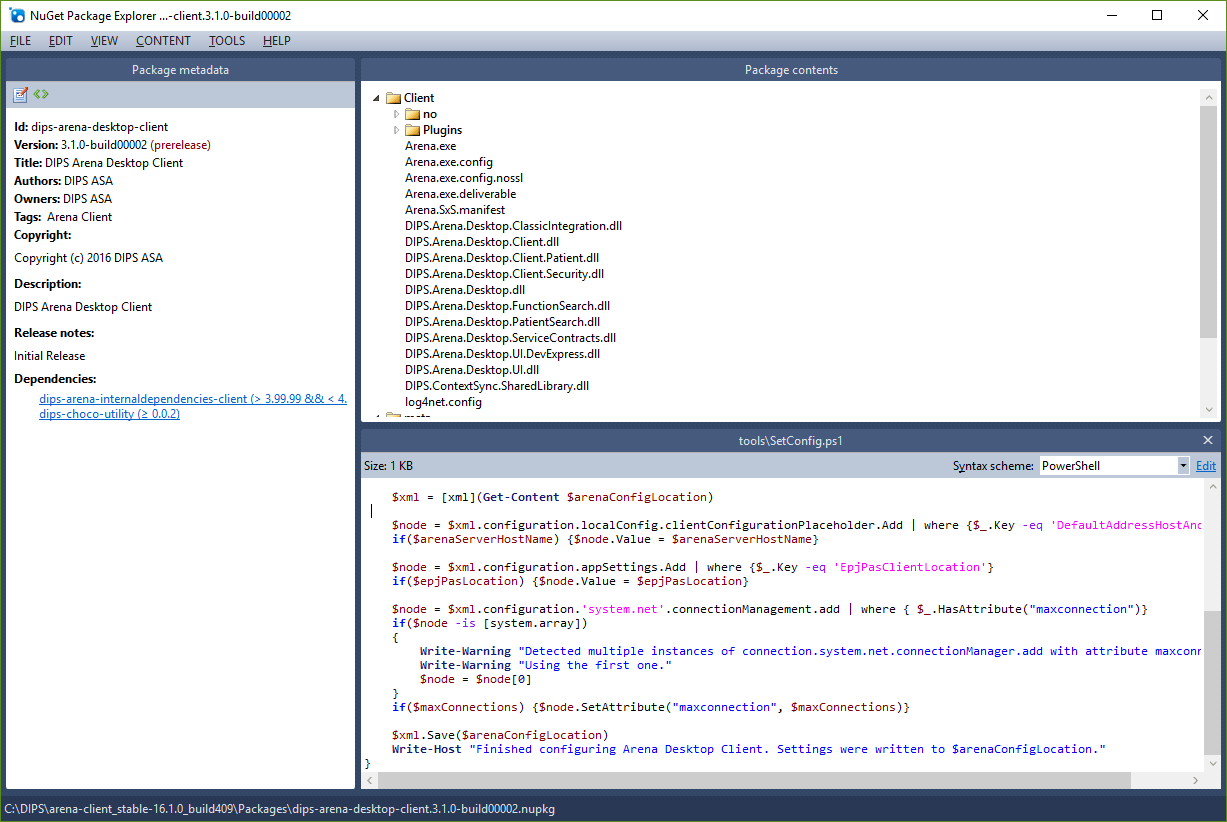 NuGet Package Explorer ...-client.3.1.0-build00002
FILE EDIT VIEW CONTENT TOOLS HELP
Package metadata
Id: dips-arena-desktop-client
Version: 3.1.0-build00002 (prerelease)
Title: DIPS Arena Desktop Client
Authors: DIPS ASA
Owners: DIPS ASA
Tags: Arena Client
Copyright:
Copyright (c) 2016 DIPS ASA
Description:
DIPS Arena Desktop Client
Release notes:
Initial Release
Dependencies:
dips-arena-internaldependencies-client (> 3.99.99 && < 4.
dips-choco-utility (≥ 0.0.2)
Package contents
Client
no
Plugins
Arena.exe
Arena.exe.config
Arena.exe.config.nossl
Arena.exe.deliverable
Arena.SxS.manifest
DIPS.Arena.Desktop.ClassicIntegration.dll
DIPS.Arena.Desktop.Client.dll
DIPS.Arena.Desktop.Client.Patient.dll
DIPS.Arena.Desktop.Client.Security.dll
DIPS.Arena.Desktop.dll
DIPS.Arena.Desktop.FunctionSearch.dll
DIPS.Arena.Desktop.PatientSearch.dll
DIPS.Arena.Desktop.ServiceContracts.dll
DIPS.Arena.Desktop.UI.DevExpress.dll
DIPS.Arena.Desktop.UI.dll
DIPS.ContextSync.SharedLibrary.dll
log4net.config
tools\SetConfig.ps1
Size: 1 KB Syntax scheme: PowerShell Edit
$xml = [xml](Get-Content $arenaConfigLocation)
$node = $xml.configuration.localConfig.clientConfigurationPlaceholder.Add | where {$_.Key -eq 'DefaultAddressHostAnd
if($arenaServerHostName) {$node.Value = $arenaServerHostName}
$node = $xml.configuration.appSettings.Add | where {$_.Key -eq 'EpjPasClientLocation'}
if($epjPasLocation) {$node.Value = $epjPasLocation}
$node = $xml.configuration.'system.net'.connectionManagement.add | where { $_.HasAttribute("maxconnection")}
if($node -is [system.array])
{
Write-Warning "Detected multiple instances of connection.system.net.connectionManager.add with attribute maxconn
Write-Warning "Using the first one."
$node = $node[0]
}
if($maxConnections) {$node.SetAttribute("maxconnection", $maxConnections)}
$xml.Save($arenaConfigLocation)
Write-Host "Finished configuring Arena Desktop Client. Settings were written to $arenaConfigLocation."
}
C:\DIPS\arena-client_stable-16.1.0_build409\Packages\dips-arena-desktop-client.3.1.0-build00002.nupkg